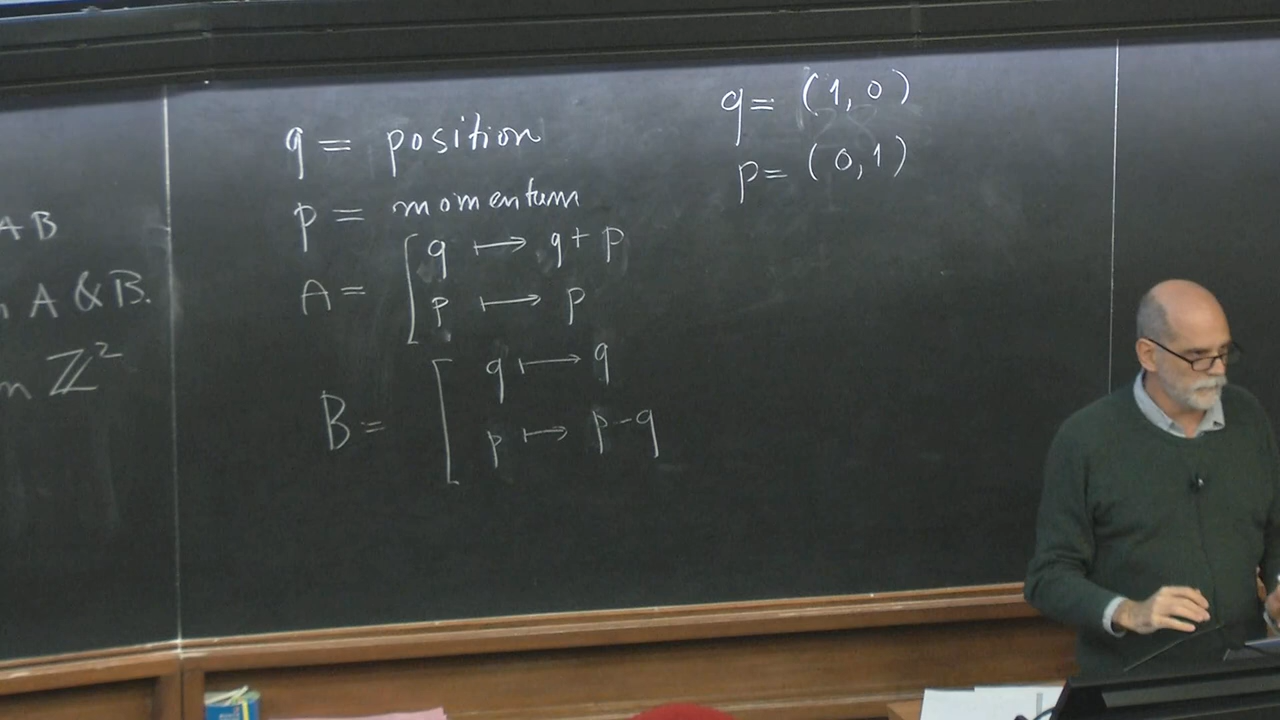 AB
A & B.
ℤ²
q = position
p = momentum
A = [ q ↦ q + p
p ↦ p
B = [ q ↦ q
p ↦ p - q
q = (1, 0)
p = (0, 1)